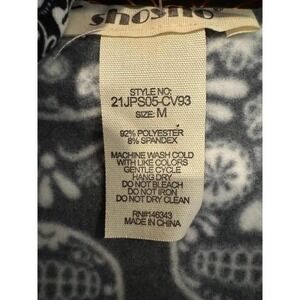 shosho
STYLE NO:
21JPS05-CV93
SIZE: M
92% POLYESTER
8% SPANDEX
MACHINE WASH COLD
WITH LIKE COLORS
GENTLE CYCLE
HANG DRY
DO NOT BLEACH
DO NOT IRON
DO NOT DRY CLEAN
RN#146343
MADE IN CHINA